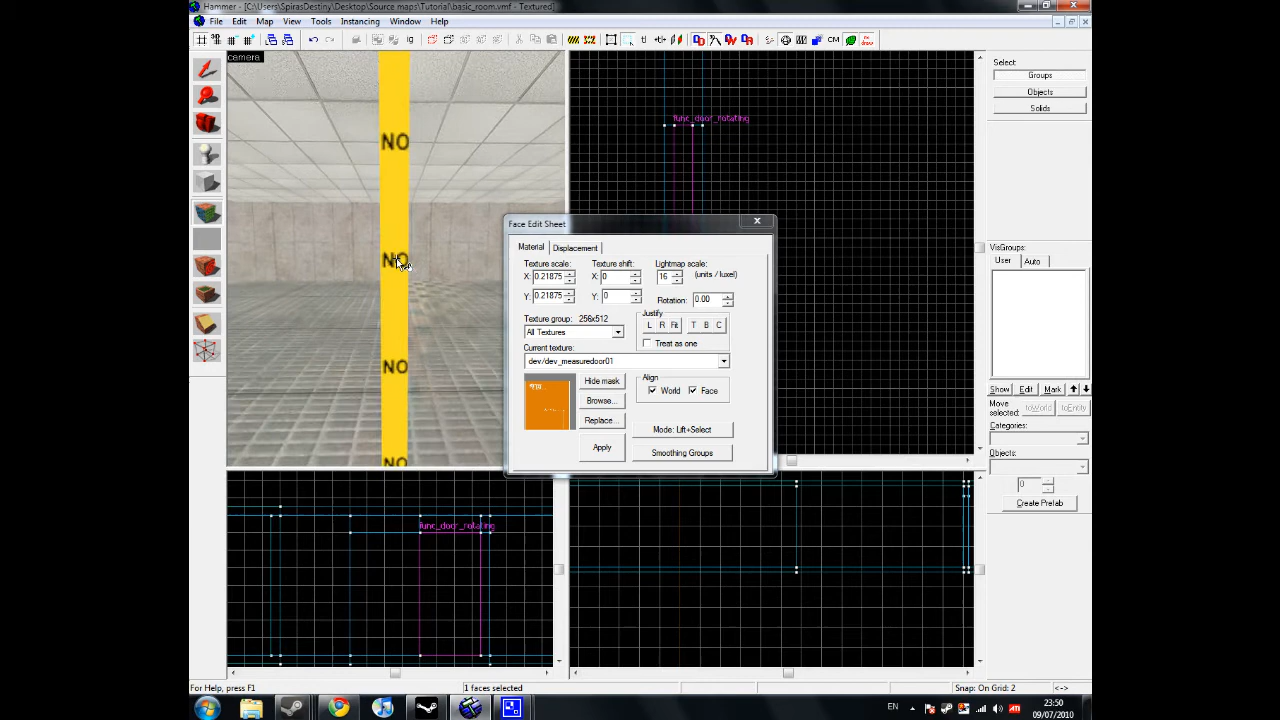 Hammer - [C:\Users\SpirasDestiny\Desktop\Source maps\Tutorial\basic_room.vmf - Textured]
File Edit Map View Tools Instancing Window Help
camera
NO
NO
NO
NO
func_door_rotating
func_door_rotating
Face Edit Sheet
Material Displacement
Texture scale: Texture shift: Lightmap scale:
X: 0.21875 X: 0 16 (units / luxel)
Y: 0.21875 Y: 0 Rotation: 0.00
Texture group: 256x512
All Textures
Justify
L R Fit T B C
Treat as one
Current texture:
dev/dev_measuredoor01
Hide mask
Browse...
Replace...
Apply
Align
World Face
Mode: Lift+Select
Smoothing Groups
Select:
Groups
Objects
Solids
VisGroups:
User Auto
Show Edit Mark
Move
selected: toWorld toEntity
Categories:
Objects:
0
Create Prefab
For Help, press F1 1 faces selected Snap: On Grid: 2 <->
EN 23:50
09/07/2010